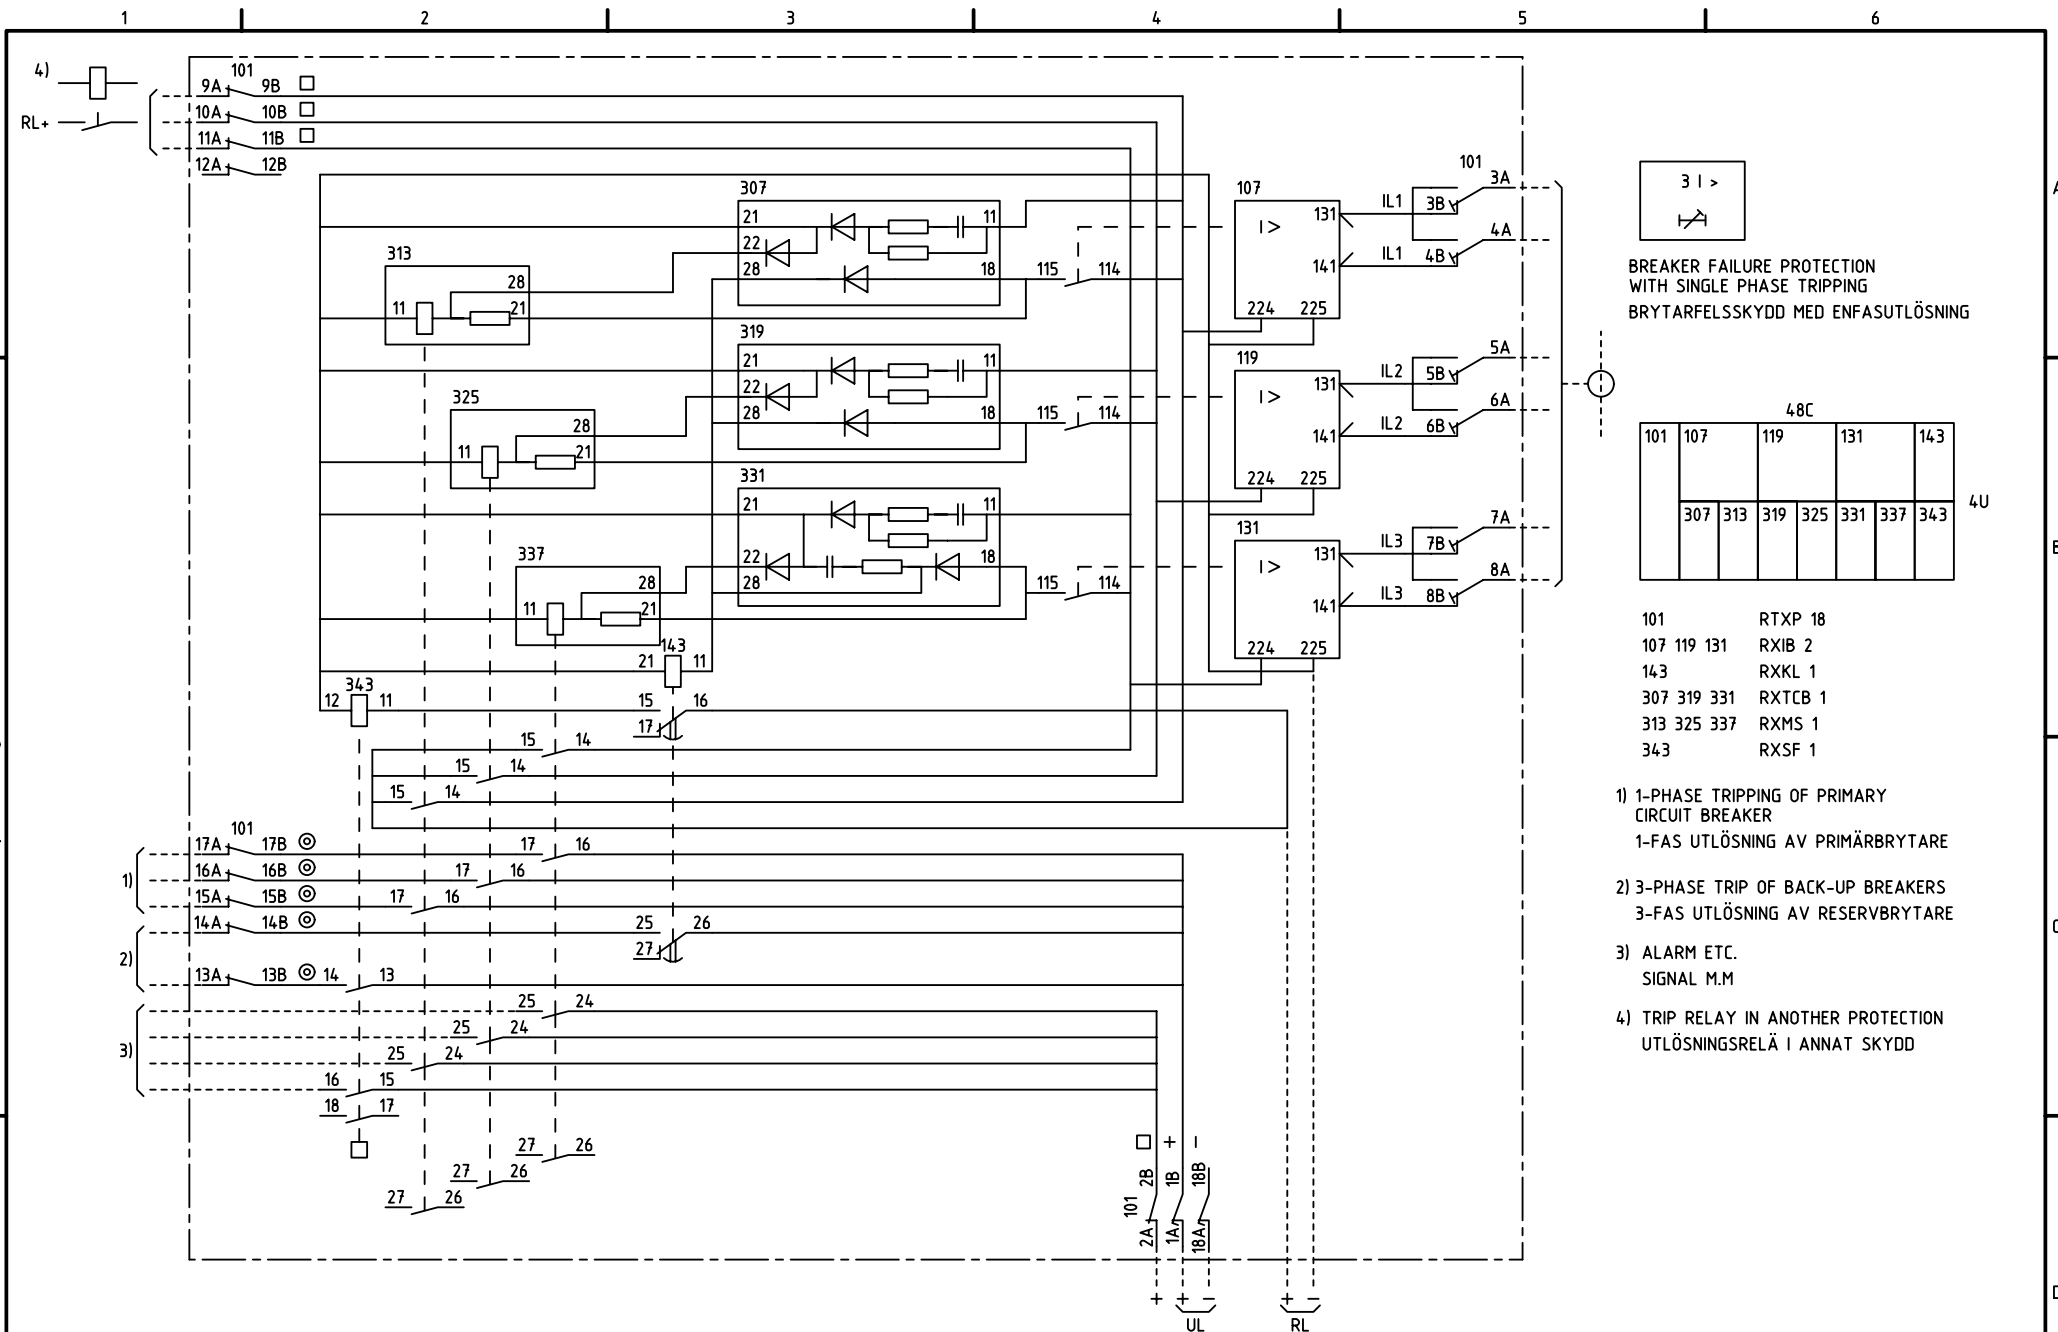 1 2 3 4 5 6
4)
101
9A 9B
RL+
10A 10B
11A 11B
12A 12B
307
21 11
22
28 18
115 114
313
28
11 21
319
21 11
22
28 18
115 114
325
28
11 21
331
21 11
22 18
28
115 114
337
28
11 21
143
21 11
343
12 11
15 16
17
15 14
15 14
15 14
107
I> 131
141
224 225
119
I> 131
141
224 225
131
I> 131
141
224 225
101
IL1 3B 3A
IL1 4B 4A
IL2 5B 5A
IL2 6B 6A
IL3 7B 7A
IL3 8B 8A
101
17A 17B 17 16
1) 16A 16B 17 16
15A 15B 17 16
14A 14B 25 26
2) 27
13A 13B 14 13
25 24
25 24
3) 25 24
16 15
18 17
27 26
27 26
27 26
+ −
101 2B 1B 18B
2A 1A 18A
+ + − + −
UL RL
3 I >
BREAKER FAILURE PROTECTION
WITH SINGLE PHASE TRIPPING
BRYTARFELSSKYDD MED ENFASUTLÖSNING
48C
101 107 119 131 143
4U
307 313 319 325 331 337 343
101 RTXP 18
107 119 131 RXIB 2
143 RXKL 1
307 319 331 RXTCB 1
313 325 337 RXMS 1
343 RXSF 1
1) 1-PHASE TRIPPING OF PRIMARY
CIRCUIT BREAKER
1-FAS UTLÖSNING AV PRIMÄRBRYTARE
2) 3-PHASE TRIP OF BACK-UP BREAKERS
3-FAS UTLÖSNING AV RESERVBRYTARE
3) ALARM ETC.
SIGNAL M.M
4) TRIP RELAY IN ANOTHER PROTECTION
UTLÖSNINGSRELÄ I ANNAT SKYDD